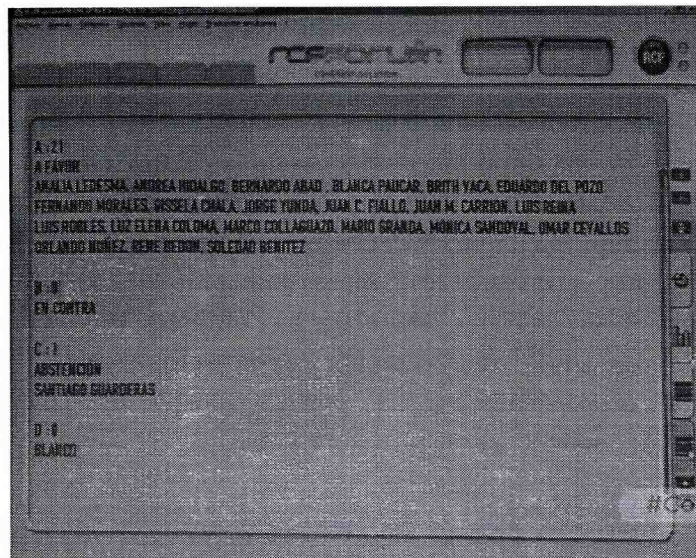 RCF
A : 21
A FAVOR
ANALIA LEDESMA, ANDREA HIDALGO, BERNARDO ABAD , BLANCA PAUCAR, BRITH VACA, EDUARDO DEL POZO
FERNANDO MORALES, GISSELA CHALA, JORGE YUNDA, JUAN C. FIALLO, JUAN M. CARRION, LUIS REINA
LUIS ROBLES, LUZ ELENA COLOMA, MARCO COLLAGUAZO, MARIO GRANDA, MONICA SANDOVAL, OMAR CEVALLOS
ORLANDO NUÑEZ, RENE BEDON, SOLEDAD BENITEZ
B : 0
EN CONTRA
C : 1
ABSTENCION
SANTIAGO GUARDERAS
D : 0
BLANCO
#Co